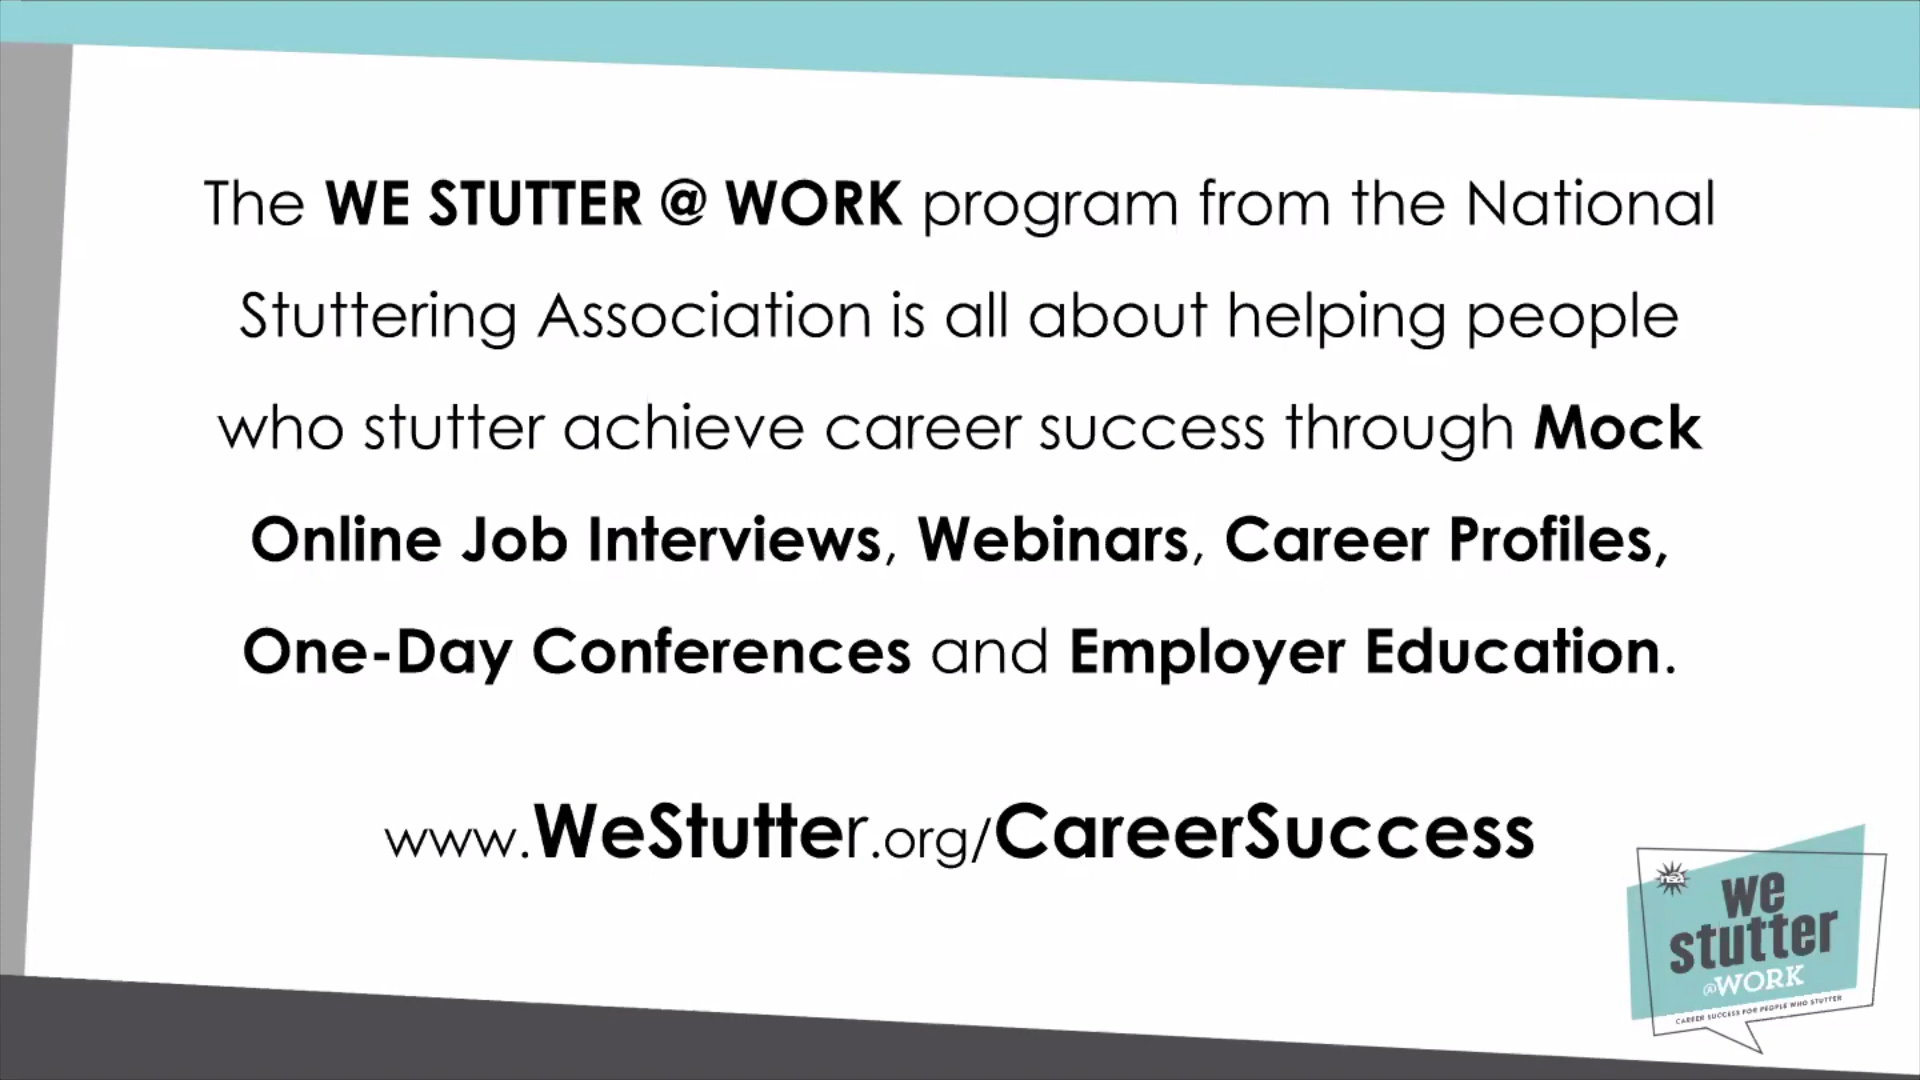 The WE STUTTER @ WORK program from the National
Stuttering Association is all about helping people
who stutter achieve career success through Mock
Online Job Interviews, Webinars, Career Profiles,
One-Day Conferences and Employer Education.
www.WeStutter.org/CareerSuccess
nsa
we
stutter
@WORK
CAREER SUCCESS FOR PEOPLE WHO STUTTER